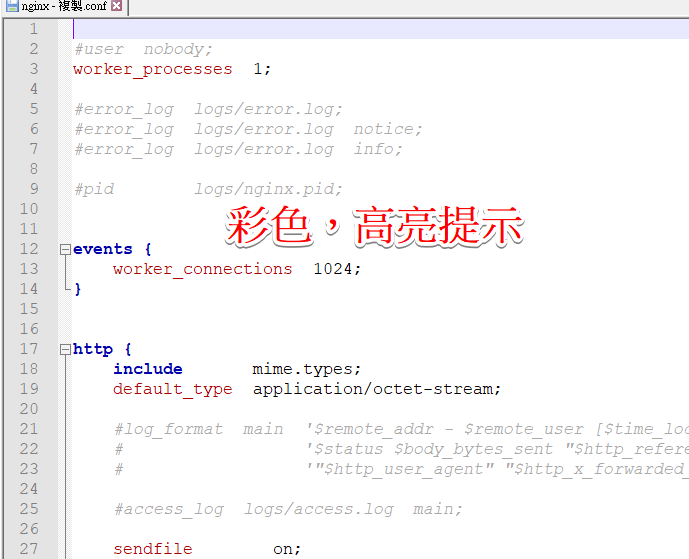 nginx - 複製.conf
1
2 #user  nobody;
3 worker_processes  1;
4
5 #error_log  logs/error.log;
6 #error_log  logs/error.log  notice;
7 #error_log  logs/error.log  info;
8
9 #pid        logs/nginx.pid;
10
彩色，高亮提示
11
12 events {
13     worker_connections  1024;
14 }
15
16
17 http {
18     include       mime.types;
19     default_type  application/octet-stream;
20
21     #log_format  main  '$remote_addr - $remote_user [$time_loc
22     #                  '$status $body_bytes_sent "$http_refere
23     #                  '"$http_user_agent" "$http_x_forwarded_
24
25     #access_log  logs/access.log  main;
26
27     sendfile        on;